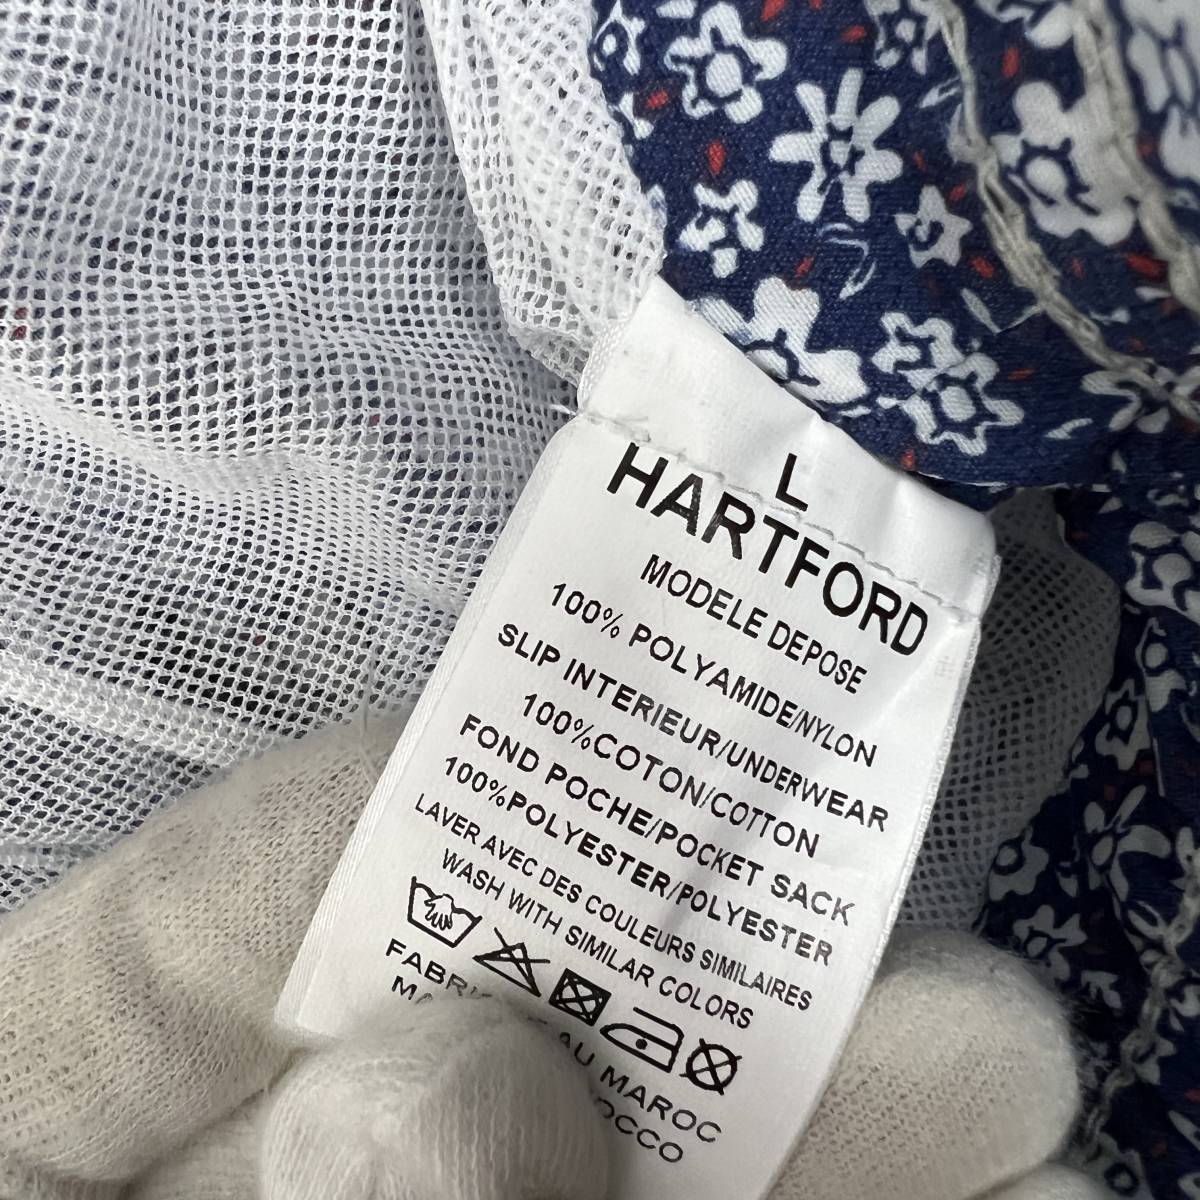 L
HARTFORD
MODELE DEPOSE
100% POLYAMIDE/NYLON
SLIP INTERIEUR/UNDERWEAR
100%COTON/COTTON
FOND POCHE/POCKET SACK
100%POLYESTER/POLYESTER
LAVER AVEC DES COULEURS SIMILAIRES
WASH WITH SIMILAR COLORS
AU MAROC